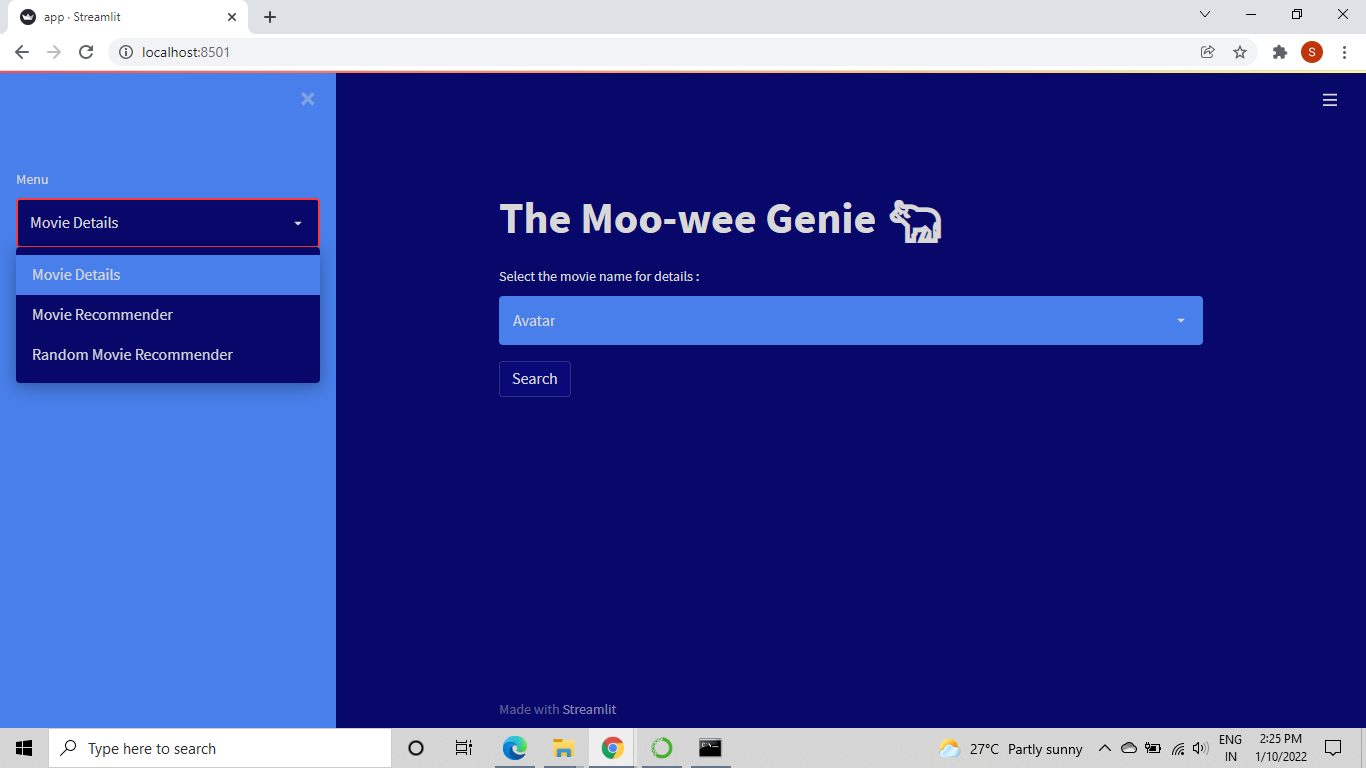 app · Streamlit
localhost:8501
S
Menu
Movie Details
Movie Details
Movie Recommender
Random Movie Recommender
The Moo-wee Genie
Select the movie name for details :
Avatar
Search
Made with Streamlit
Type here to search
27°C Partly sunny
ENG
IN
2:25 PM
1/10/2022